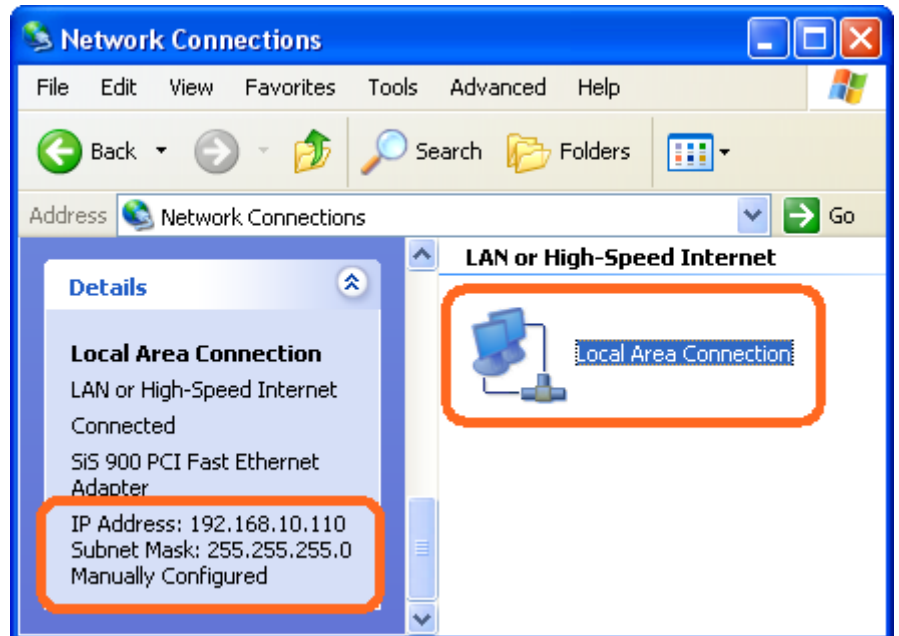 Network Connections
File Edit View Favorites Tools Advanced Help
Back Search Folders
Address Network Connections Go
LAN or High-Speed Internet
Details
Local Area Connection
Local Area Connection
LAN or High-Speed Internet
Connected
SiS 900 PCI Fast Ethernet
Adapter
IP Address: 192.168.10.110
Subnet Mask: 255.255.255.0
Manually Configured